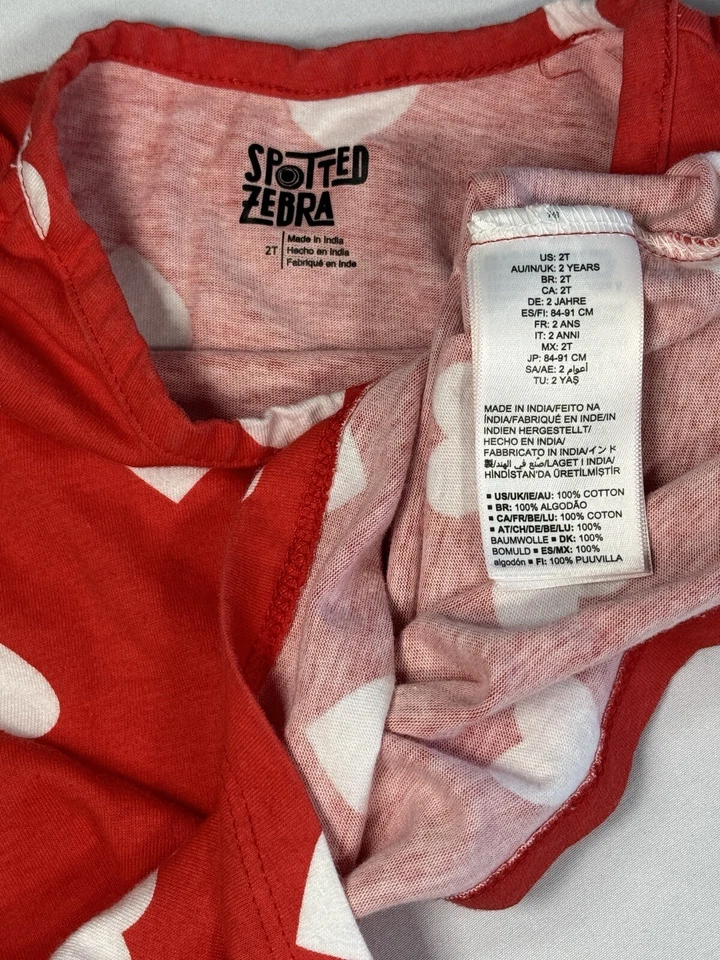 SPOTTED
ZEBRA
2T
Made in India
Hecho en India
Fabriqué en Inde
US: 2T
AU/IN/UK: 2 YEARS
BR: 2T
CA: 2T
DE: 2 JAHRE
ES/FI: 84-91 CM
FR: 2 ANS
IT: 2 ANNI
MX: 2T
JP: 84-91 CM
SA/AE: 2 أعوام
TU: 2 YAŞ
MADE IN INDIA/FEITO NA
ÍNDIA/FABRIQUÉ EN INDE/IN
INDIEN HERGESTELLT/
HECHO EN INDIA/
FABBRICATO IN INDIA/インド
製/صُنع في الهند/LAGET I INDIA/
HİNDİSTAN'DA ÜRETİLMİŞTİR
▪ US/UK/IE/AU: 100% COTTON
▪ BR: 100% ALGODÃO
▪ CA/FR/BE/LU: 100% COTON
▪ AT/CH/DE/BE/LU: 100%
BAUMWOLLE ▪ DK: 100%
BOMULD ▪ ES/MX: 100%
algodón ▪ FI: 100% PUUVILLA